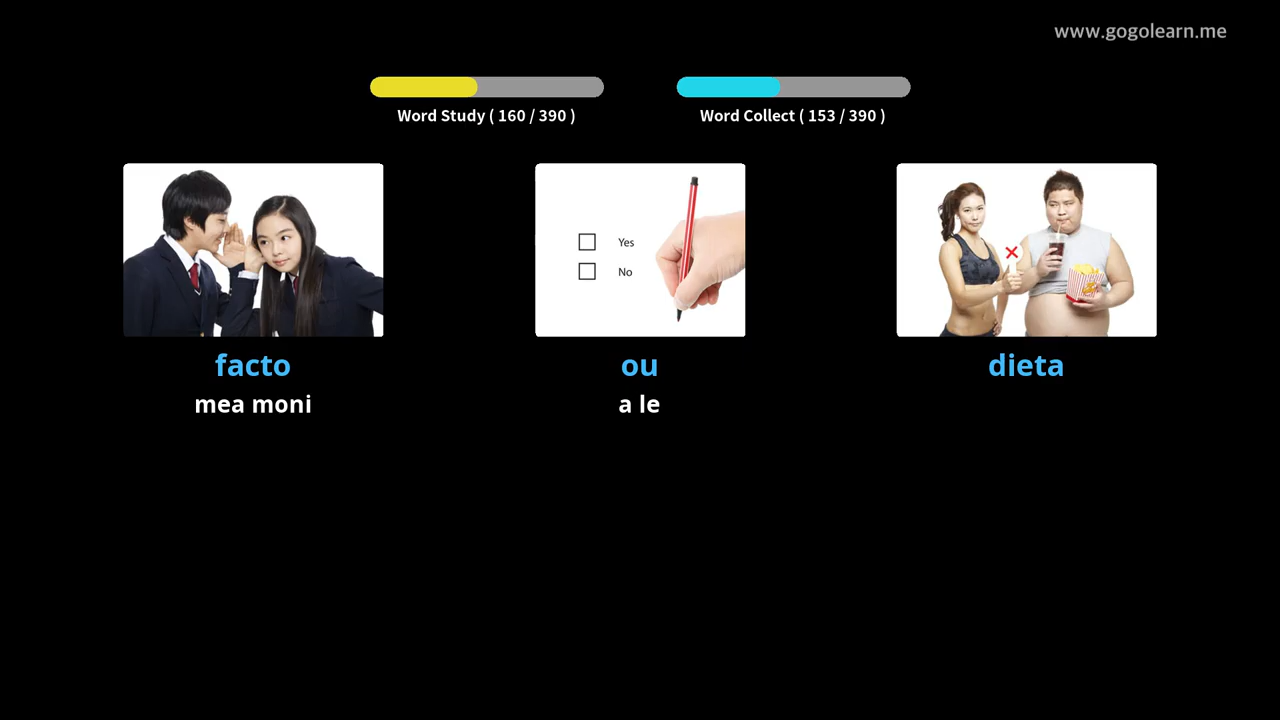 www.gogolearn.me
Word Study ( 160 / 390 )
Word Collect ( 153 / 390 )
Yes
No
facto
mea moni
ou
a le
dieta